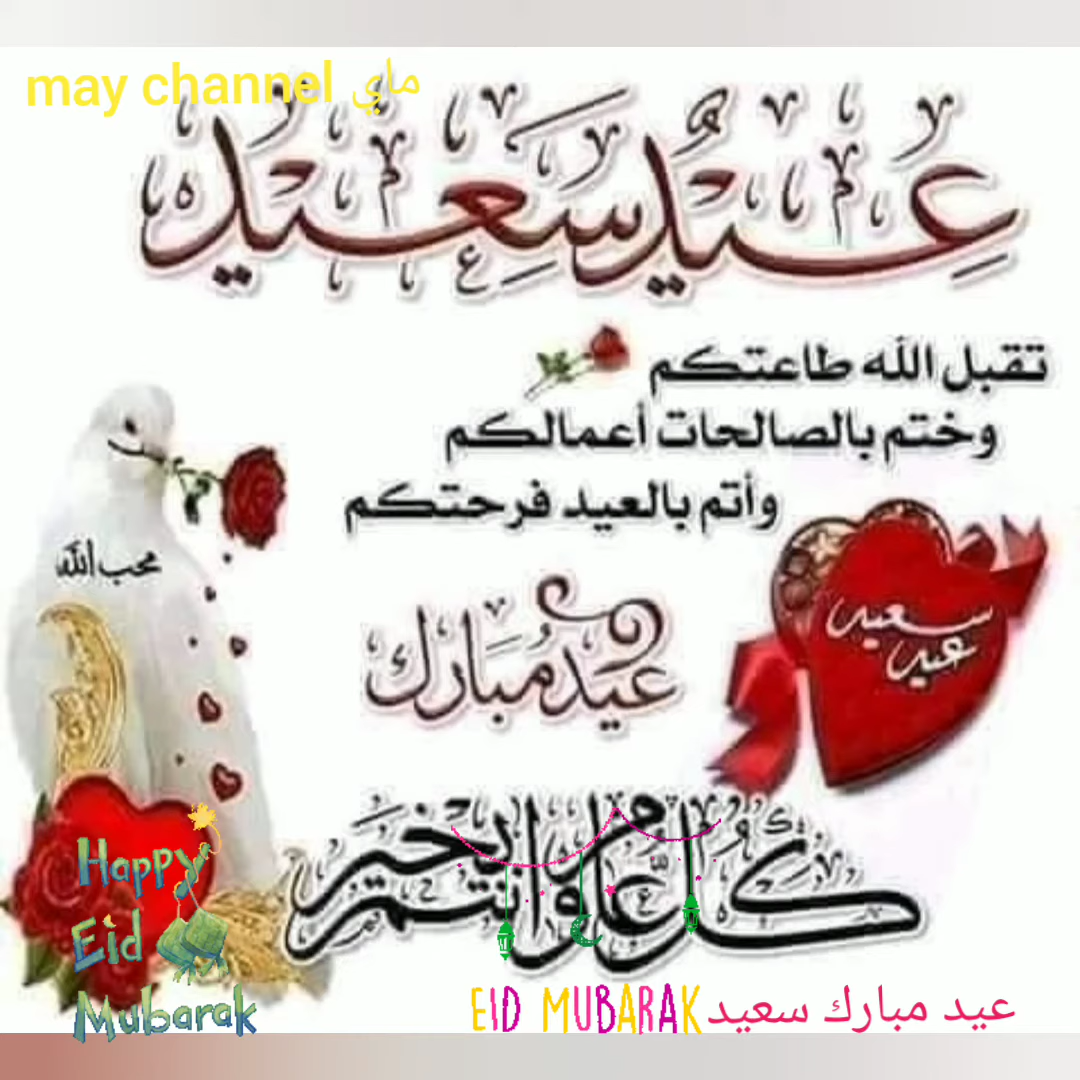 may channel ماي
عيد سعيد
تقبل الله طاعتكم
وختم بالصالحات أعمالكم
وأتم بالعيد فرحتكم
محب الله
عيد مبارك
سعيد
عيد
كل عام وانتم بخير
Happy
Eid
Mubarak
EID MUBARAK عيد مبارك سعيد